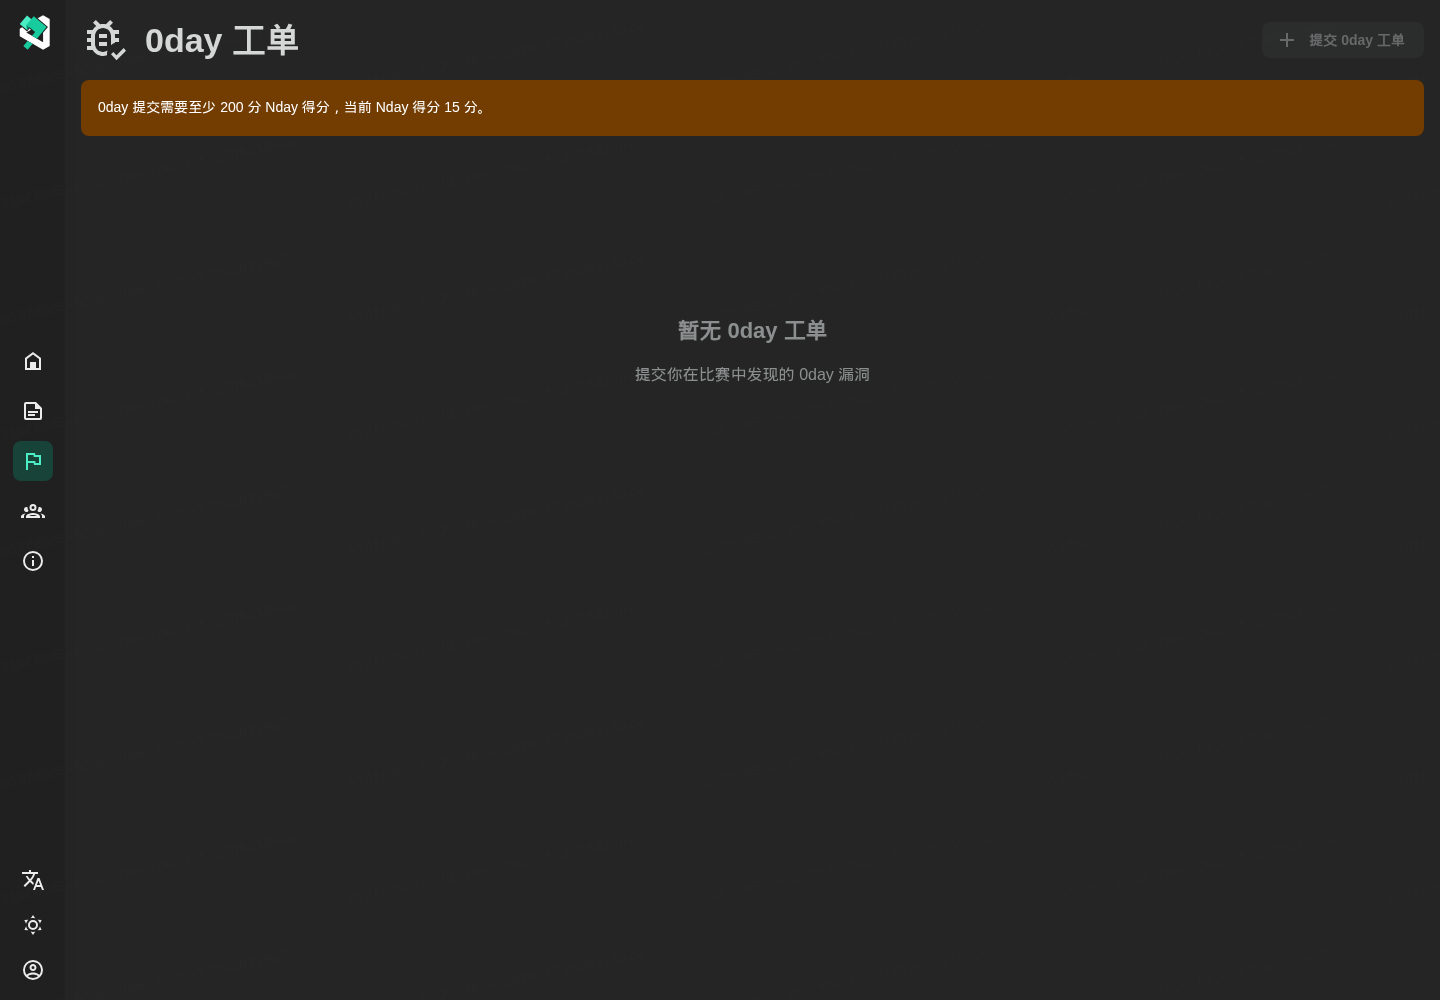 0day 工单
提交 0day 工单
0day 提交需要至少 200 分 Nday 得分，当前 Nday 得分 15 分。
暂无 0day 工单
提交你在比赛中发现的 0day 漏洞